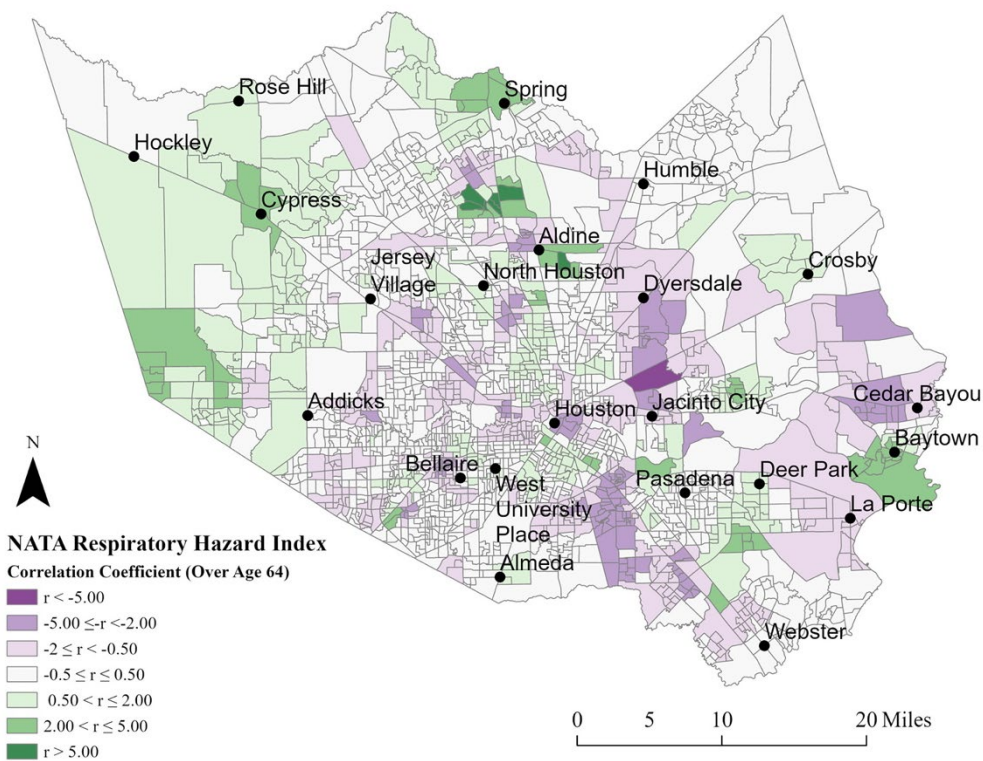 Rose Hill
Spring
Hockley
Humble
Cypress
Aldine
Jersey
Village
North Houston
Crosby
Dyersdale
Addicks
Houston
Jacinto City
Cedar Bayou
Baytown
Bellaire
West
University
Place
Pasadena
Deer Park
La Porte
Almeda
Webster
N
NATA Respiratory Hazard Index
Correlation Coefficient (Over Age 64)
r < -5.00
-5.00 ≤-r <-2.00
-2 ≤ r < -0.50
-0.5 ≤ r ≤ 0.50
0.50 < r ≤ 2.00
2.00 < r ≤ 5.00
r > 5.00
0 5 10 20 Miles